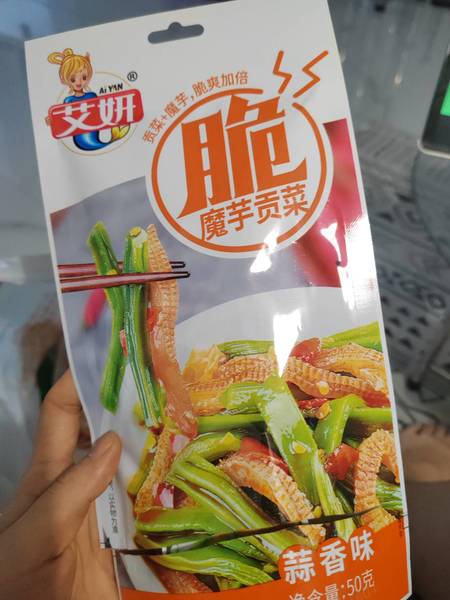 Ai YAN
®
艾妍
贡菜+魔芋,脆爽加倍
脆
魔芋贡菜
蒜香味
净含量:50克